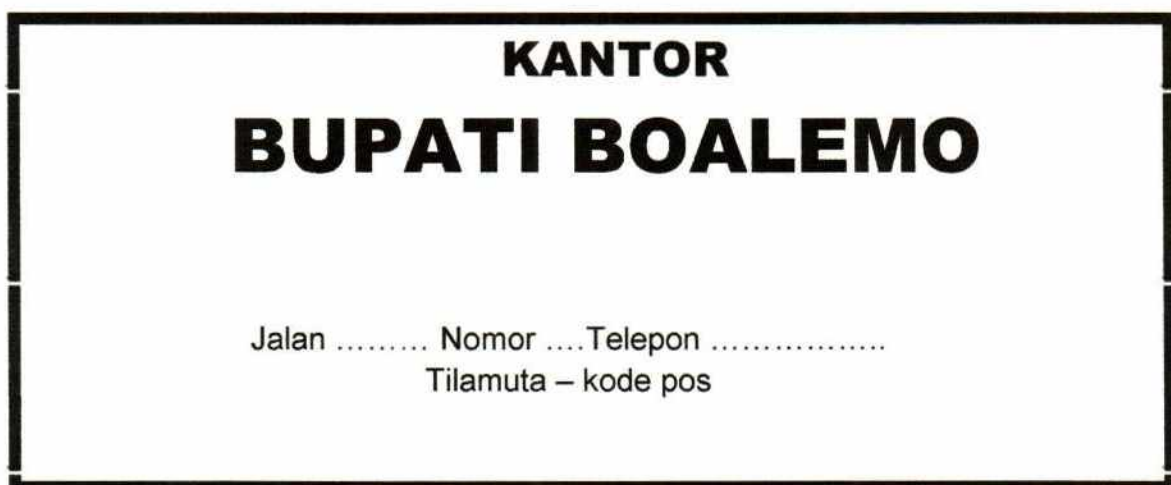 KANTOR
BUPATI BOALEMO
Jalan ……… Nomor ….Telepon ……………..
Tilamuta – kode pos